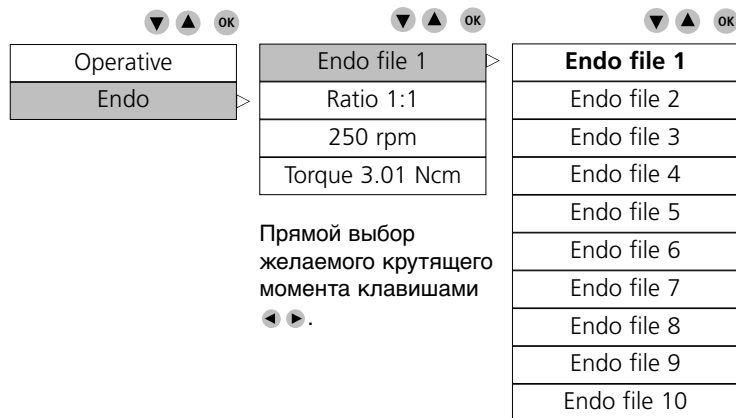 OK
Operative
Endo
OK
Endo file 1
Ratio 1:1
250 rpm
Torque 3.01 Ncm
Прямой выбор
желаемого крутящего
момента клавишами
.
OK
Endo file 1
Endo file 2
Endo file 3
Endo file 4
Endo file 5
Endo file 6
Endo file 7
Endo file 8
Endo file 9
Endo file 10